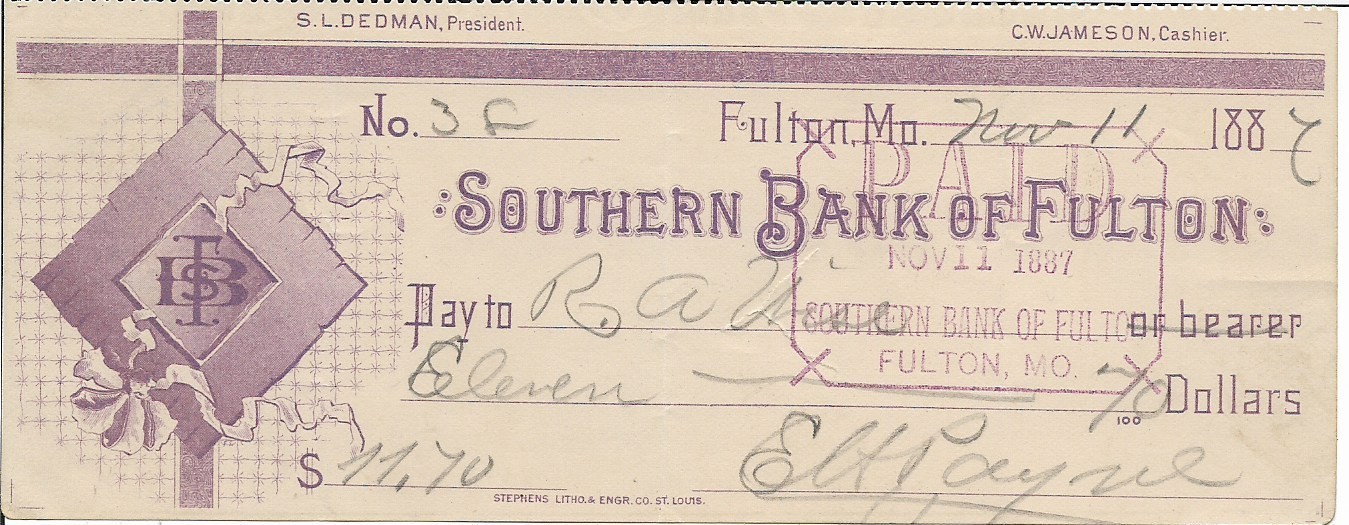 S.L. DEDMAN, President.
C.W. JAMESON, Cashier.
No. 38
Fulton, Mo. Nov 11 1887
PAID
SOUTHERN BANK OF FULTON
NOV 11 1887
Pay to R. A. or bearer
SOUTHERN BANK OF FULTO
FULTON, MO.
Eleven 70/100 Dollars
SBF
$11,70
E H Payne
STEPHENS LITHO. & ENGR. CO. ST. LOUIS.